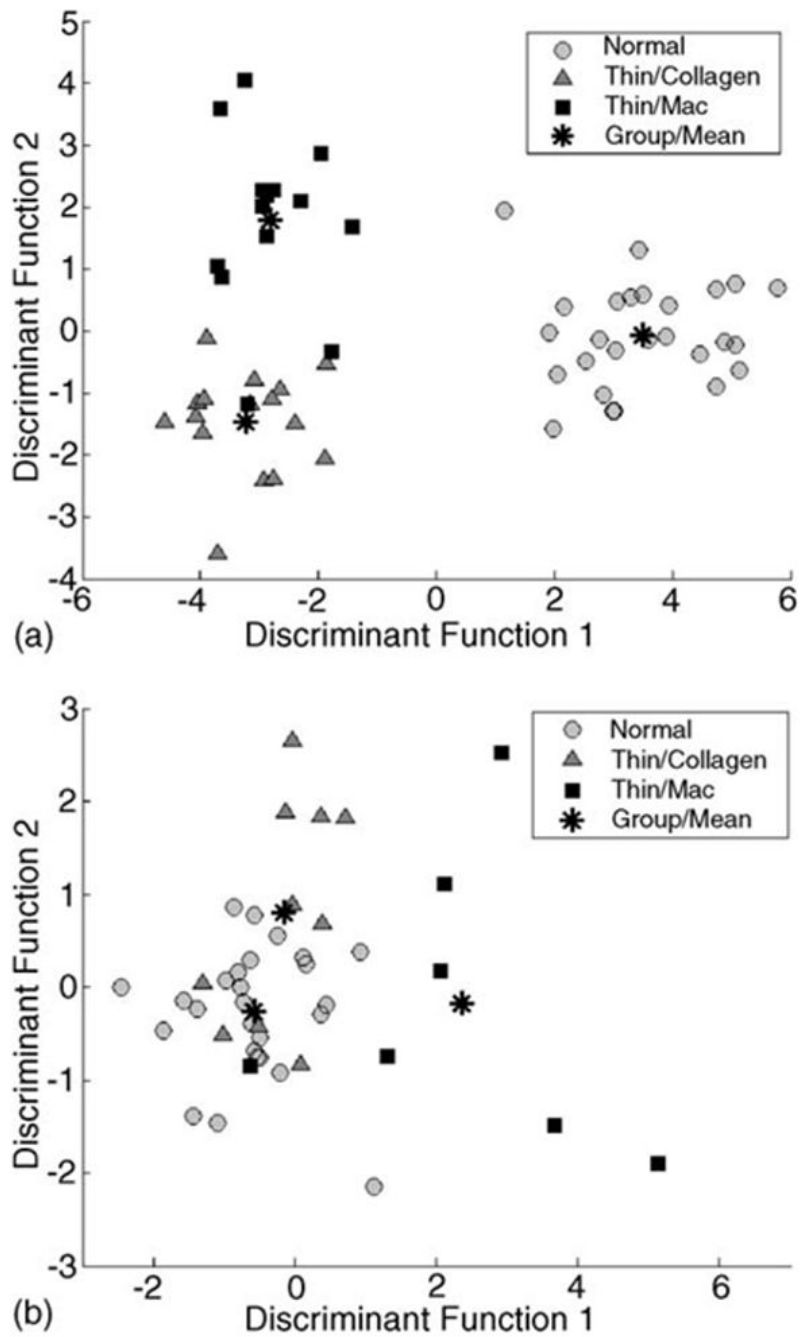 5
4
3
2
1
0
-1
-2
-3
-4
Discriminant Function 2
Normal
Thin/Collagen
Thin/Mac
Group/Mean
-6 -4 -2 0 2 4 6
(a) Discriminant Function 1
3
2
1
0
-1
-2
-3
Discriminant Function 2
Normal
Thin/Collagen
Thin/Mac
Group/Mean
-2 0 2 4 6
(b) Discriminant Function 1